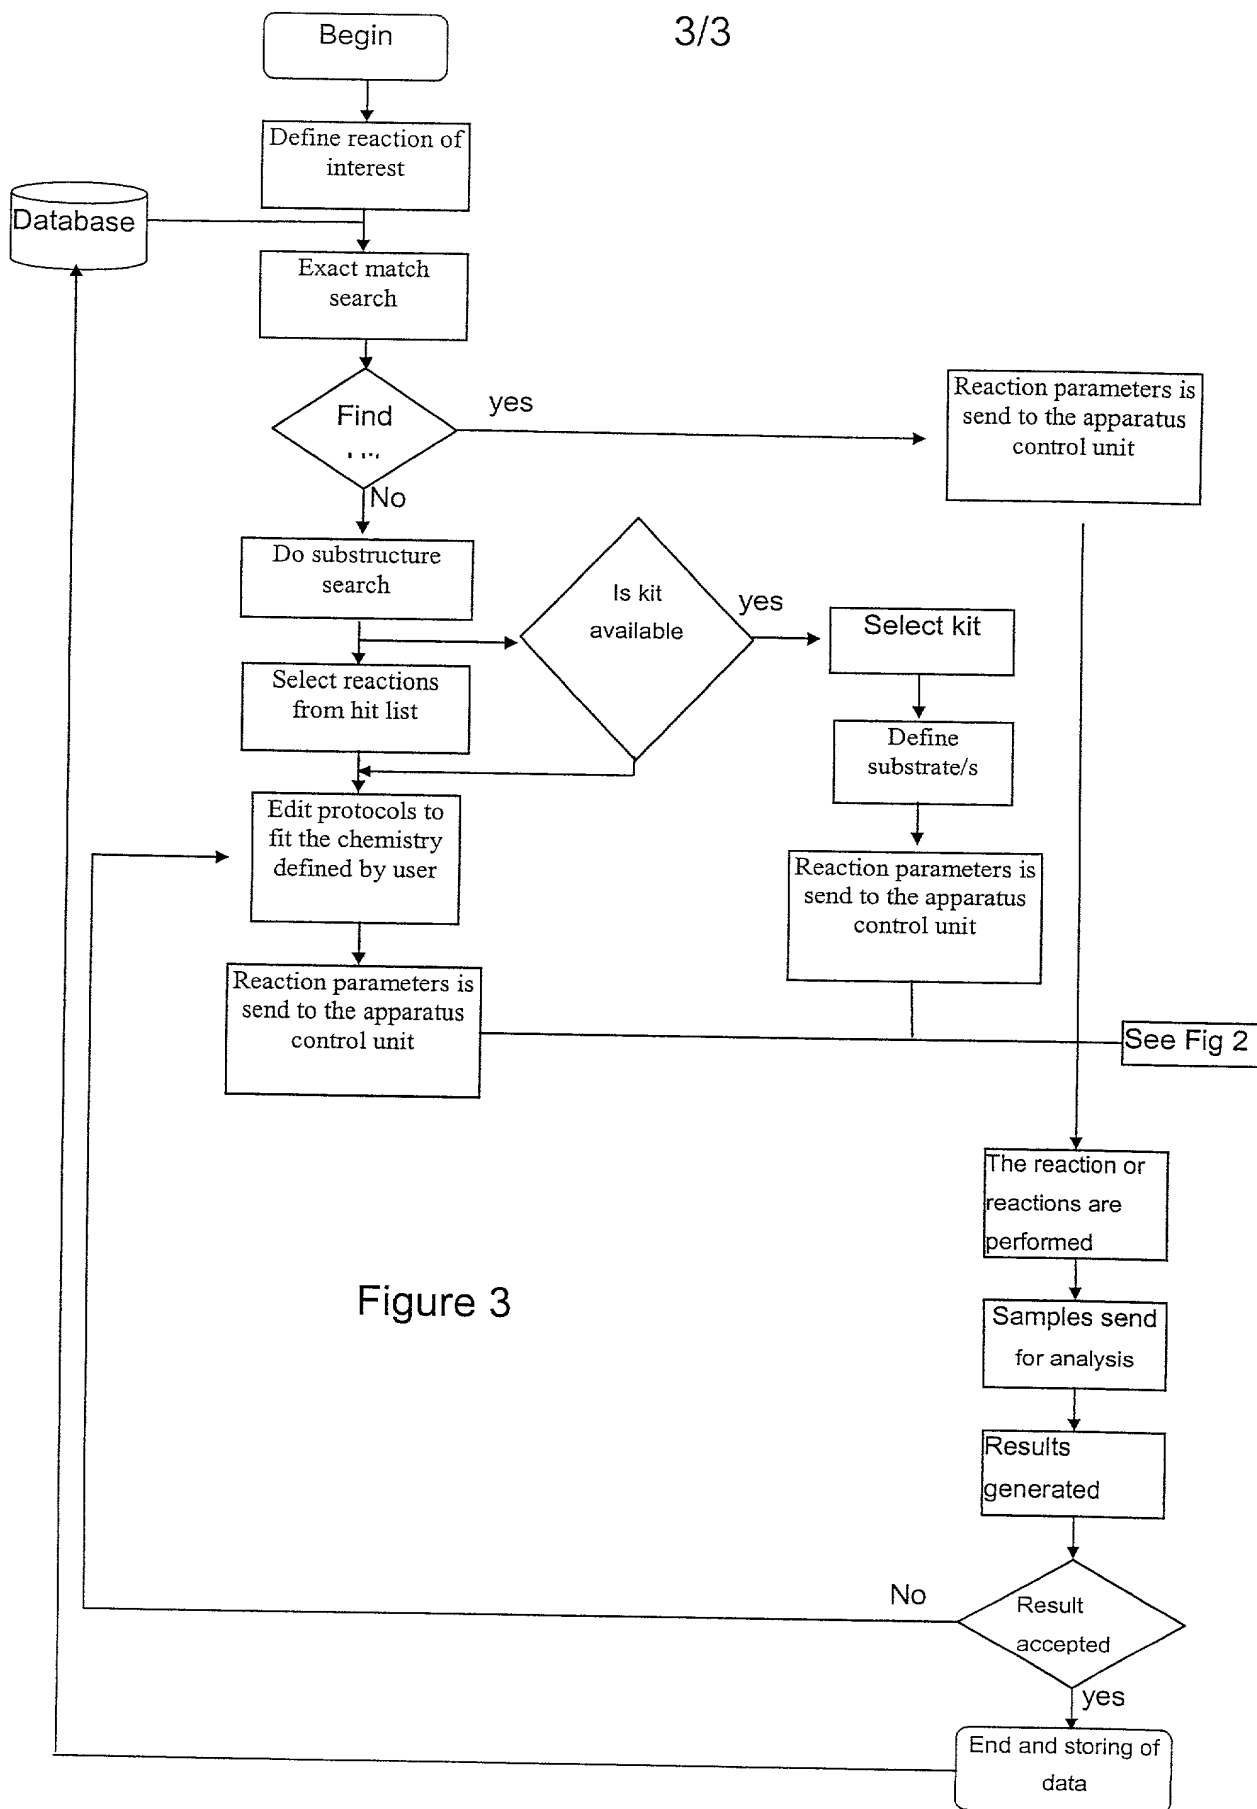 3/3
Begin
Define reaction of
interest
Database
Exact match
search
Find
yes
No
Reaction parameters is
send to the apparatus
control unit
Do substructure
search
Is kit
available
yes
Select kit
Select reactions
from hit list
Define
substrate/s
Edit protocols to
fit the chemistry
defined by user
Reaction parameters is
send to the apparatus
control unit
Reaction parameters is
send to the apparatus
control unit
See Fig 2
The reaction or
reactions are
performed
Figure 3
Samples send
for analysis
Results
generated
No
Result
accepted
yes
End and storing of
data